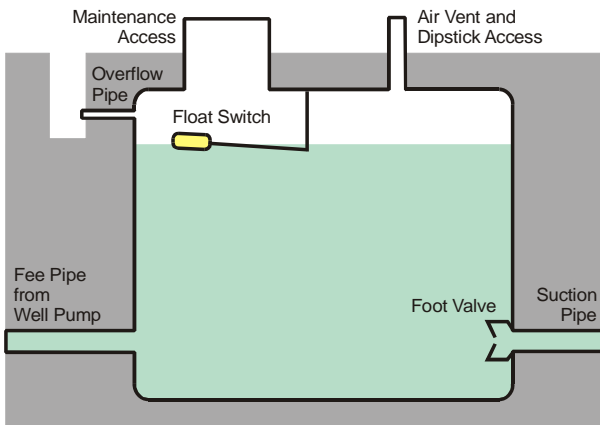 Maintenance
Access
Air Vent and
Dipstick Access
Overflow
Pipe
Float Switch
Fee Pipe
from
Well Pump
Foot Valve
Suction
Pipe